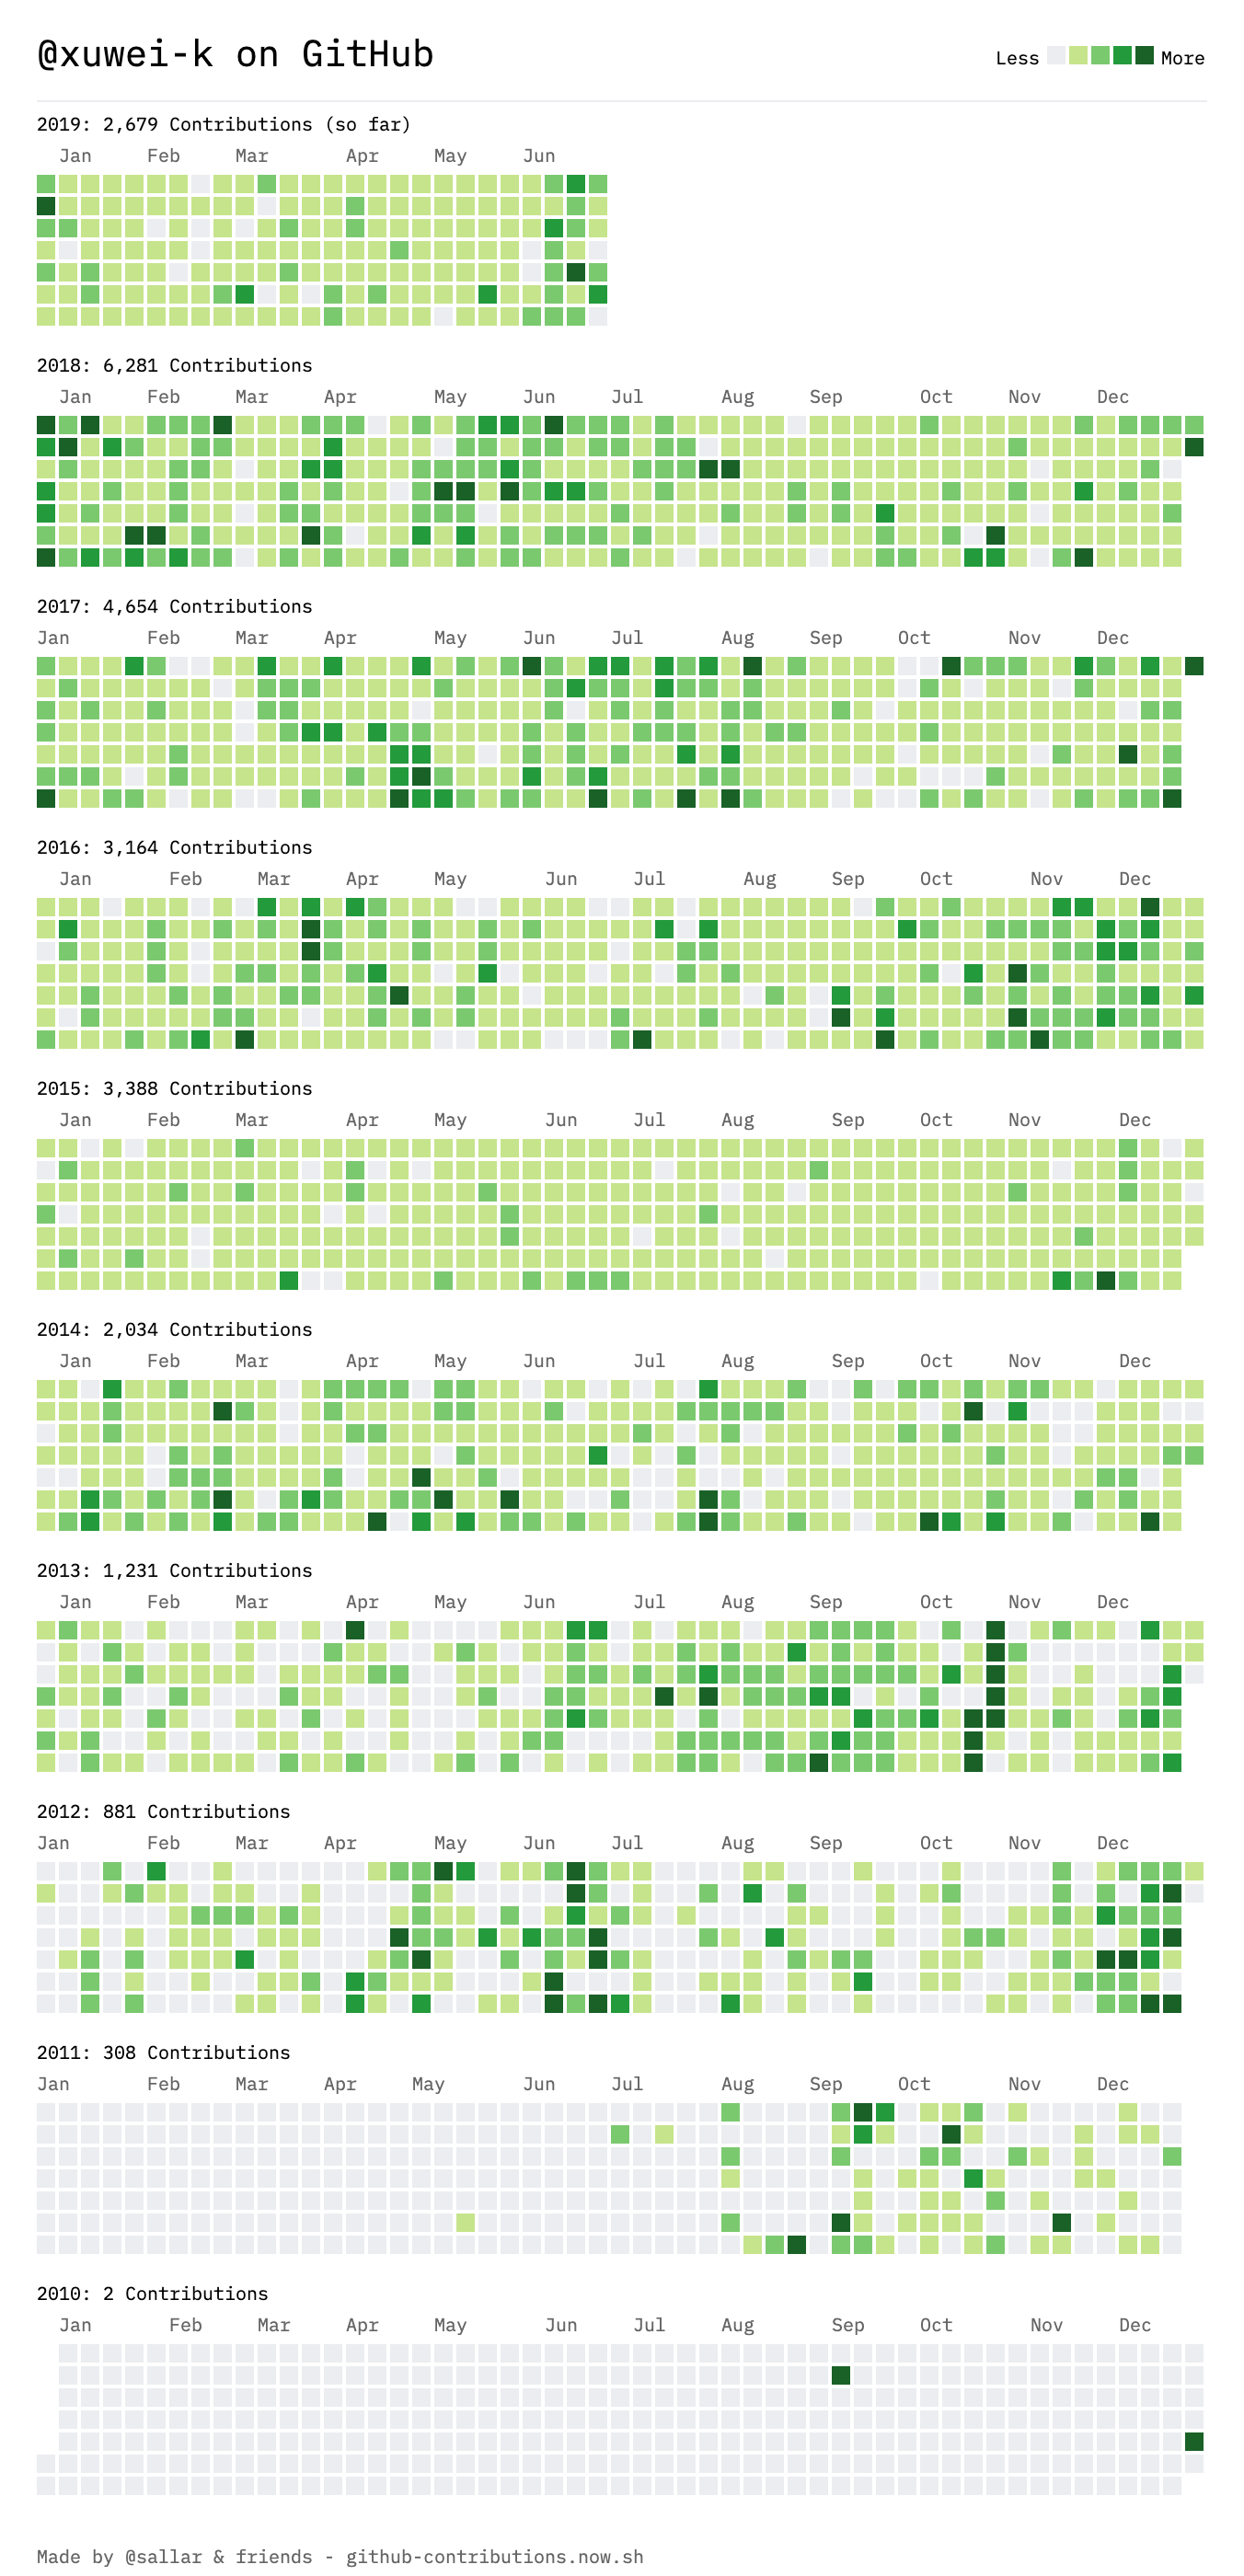 @xuwei-k on GitHub
Less More
2019: 2,679 Contributions (so far)
Jan Feb Mar Apr May Jun
2018: 6,281 Contributions
Jan Feb Mar Apr May Jun Jul Aug Sep Oct Nov Dec
2017: 4,654 Contributions
Jan Feb Mar Apr May Jun Jul Aug Sep Oct Nov Dec
2016: 3,164 Contributions
Jan Feb Mar Apr May Jun Jul Aug Sep Oct Nov Dec
2015: 3,388 Contributions
Jan Feb Mar Apr May Jun Jul Aug Sep Oct Nov Dec
2014: 2,034 Contributions
Jan Feb Mar Apr May Jun Jul Aug Sep Oct Nov Dec
2013: 1,231 Contributions
Jan Feb Mar Apr May Jun Jul Aug Sep Oct Nov Dec
2012: 881 Contributions
Jan Feb Mar Apr May Jun Jul Aug Sep Oct Nov Dec
2011: 308 Contributions
Jan Feb Mar Apr May Jun Jul Aug Sep Oct Nov Dec
2010: 2 Contributions
Jan Feb Mar Apr May Jun Jul Aug Sep Oct Nov Dec
Made by @sallar & friends - github-contributions.now.sh